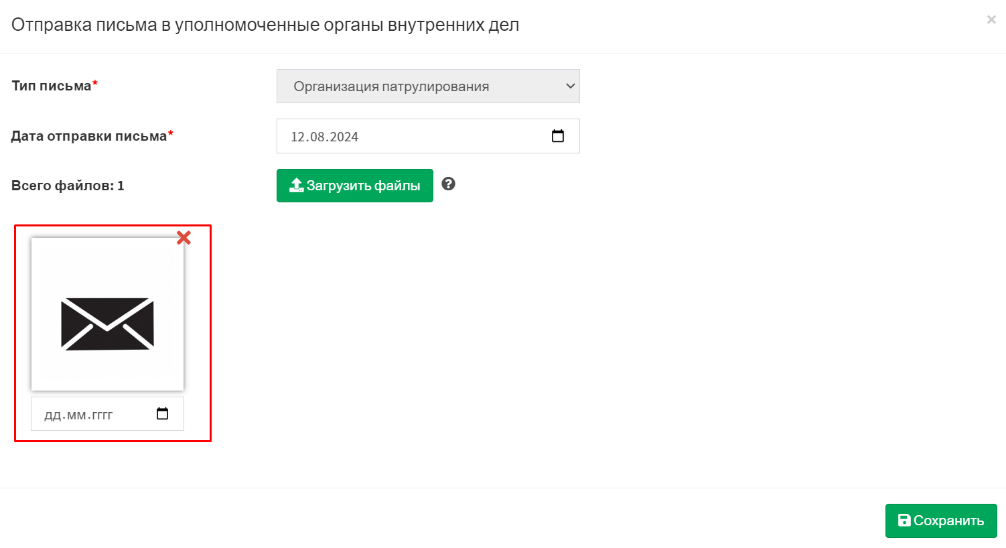 Отправка письма в уполномоченные органы внутренних дел
×
Тип письма*
Организация патрулирования
Дата отправки письма*
12.08.2024
Всего файлов: 1
Загрузить файлы
?
дд.мм.гггг
Сохранить